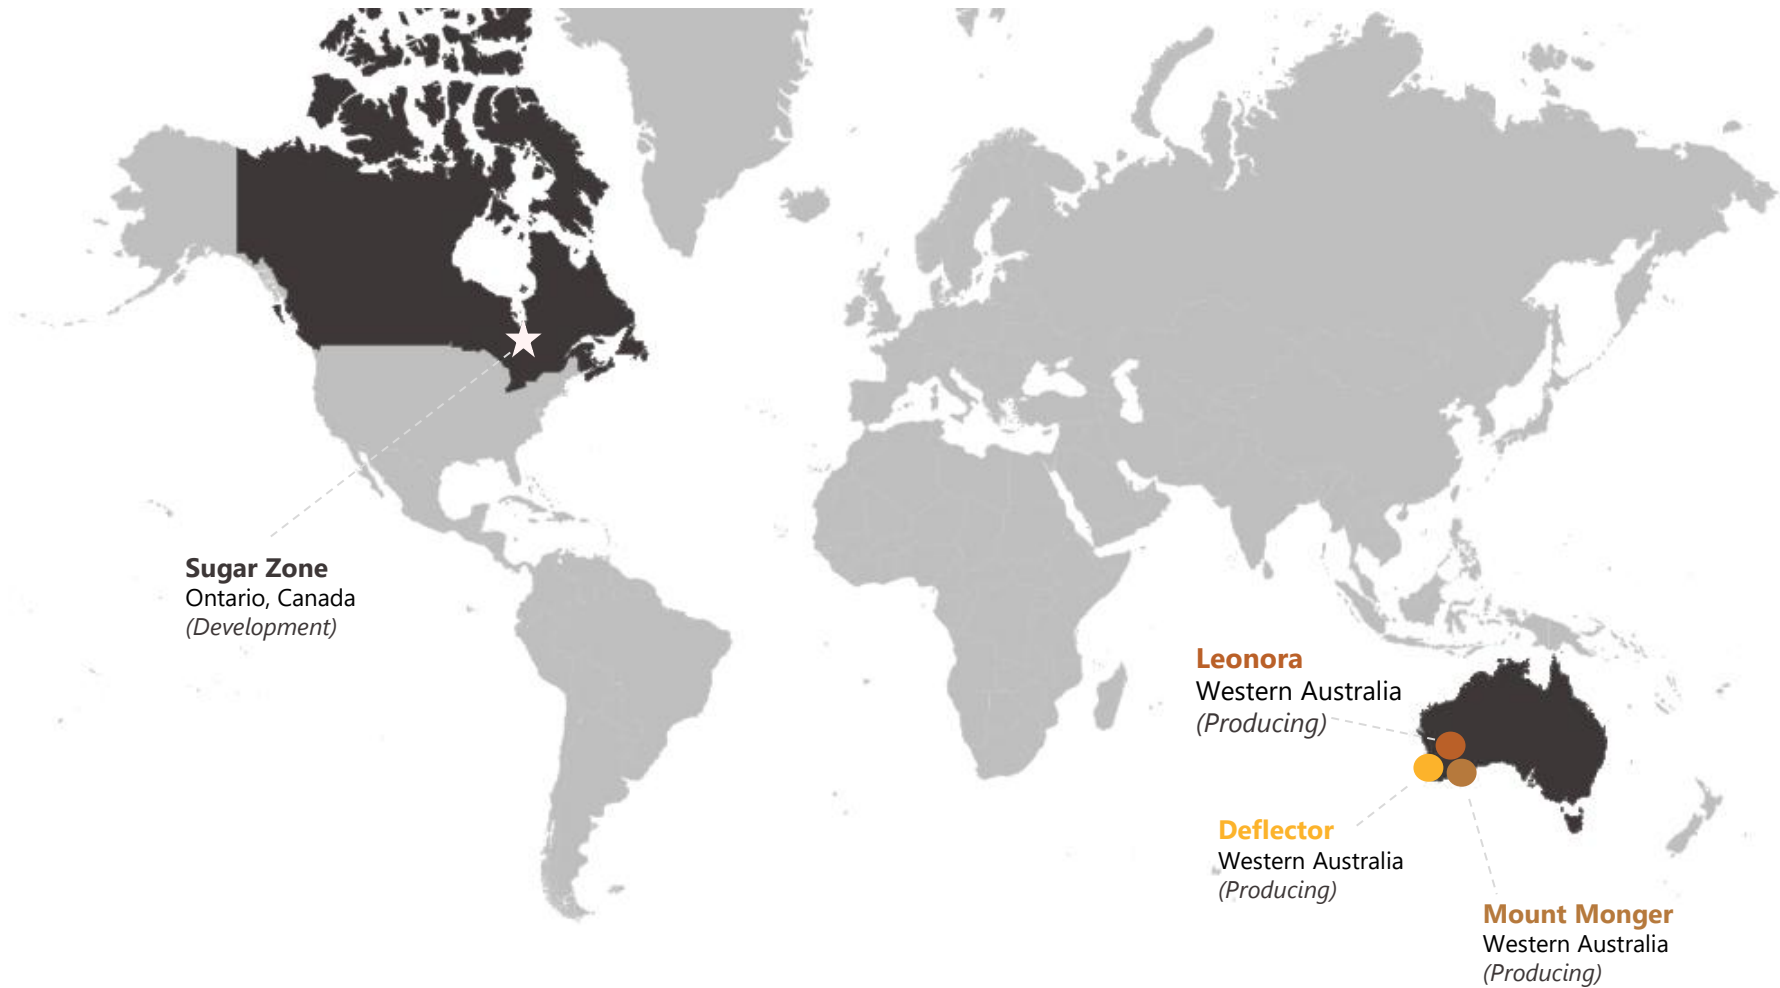 Sugar Zone
Ontario, Canada
(Development)
Leonora
Western Australia
(Producing)
Deflector
Western Australia
(Producing)
Mount Monger
Western Australia
(Producing)